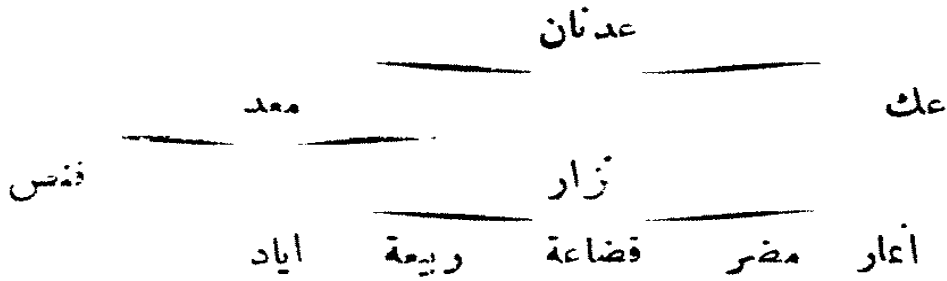 عدنان
عك معد
نزار قنص
أنمار مضر قضاعة ربيعة اياد